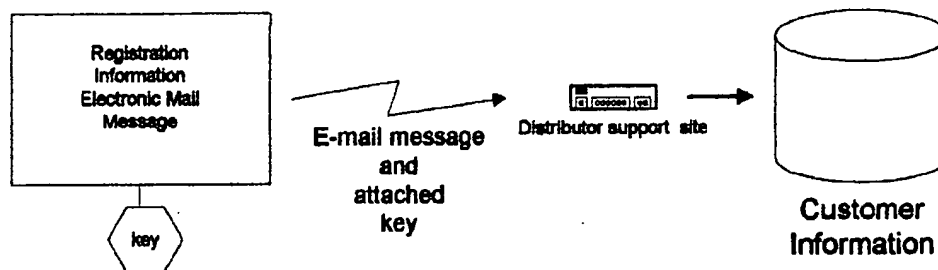 Registration
Information
Electronic Mail
Message
key
E-mail message
and
attached
key
Distributor support site
Customer
Information